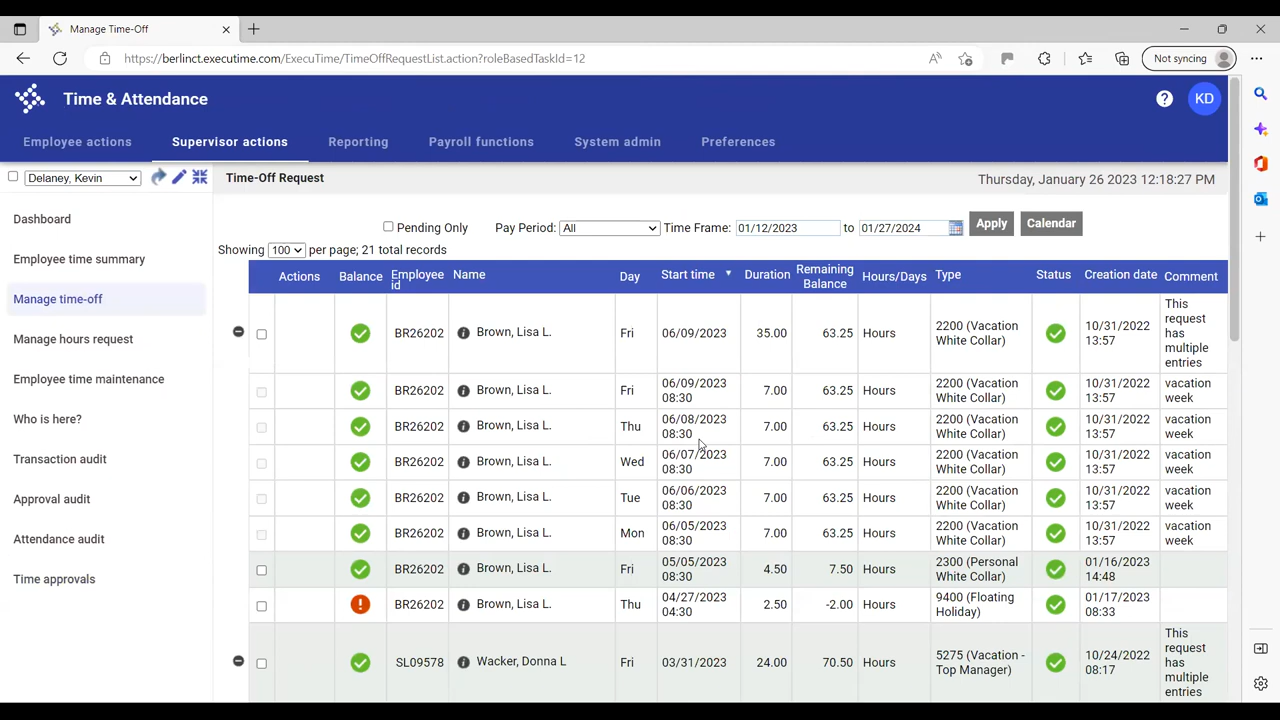 Manage Time-Off
https://berlinct.executime.com/ExecuTime/TimeOffRequestList.action?roleBasedTaskId=12
Not syncing
Time & Attendance
KD
Employee actions Supervisor actions Reporting Payroll functions System admin Preferences
Delaney, Kevin
Time-Off Request
Thursday, January 26 2023 12:18:27 PM
Dashboard
Employee time summary
Manage time-off
Manage hours request
Employee time maintenance
Who is here?
Transaction audit
Approval audit
Attendance audit
Time approvals
Pending Only Pay Period: All Time Frame: 01/12/2023 to 01/27/2024 Apply Calendar
Showing 100 per page; 21 total records
Actions Balance Employee id Name Day Start time Duration Remaining Balance Hours/Days Type Status Creation date Comment
BR26202 Brown, Lisa L. Fri 06/09/2023 35.00 63.25 Hours 2200 (Vacation White Collar) 10/31/2022 13:57 This request has multiple entries
BR26202 Brown, Lisa L. Fri 06/09/2023 08:30 7.00 63.25 Hours 2200 (Vacation White Collar) 10/31/2022 13:57 vacation week
BR26202 Brown, Lisa L. Thu 06/08/2023 08:30 7.00 63.25 Hours 2200 (Vacation White Collar) 10/31/2022 13:57 vacation week
BR26202 Brown, Lisa L. Wed 06/07/2023 08:30 7.00 63.25 Hours 2200 (Vacation White Collar) 10/31/2022 13:57 vacation week
BR26202 Brown, Lisa L. Tue 06/06/2023 08:30 7.00 63.25 Hours 2200 (Vacation White Collar) 10/31/2022 13:57 vacation week
BR26202 Brown, Lisa L. Mon 06/05/2023 08:30 7.00 63.25 Hours 2200 (Vacation White Collar) 10/31/2022 13:57 vacation week
BR26202 Brown, Lisa L. Fri 05/05/2023 08:30 4.50 7.50 Hours 2300 (Personal White Collar) 01/16/2023 14:48
BR26202 Brown, Lisa L. Thu 04/27/2023 04:30 2.50 -2.00 Hours 9400 (Floating Holiday) 01/17/2023 08:33
SL09578 Wacker, Donna L Fri 03/31/2023 24.00 70.50 Hours 5275 (Vacation - Top Manager) 10/24/2022 08:17 This request has multiple entries